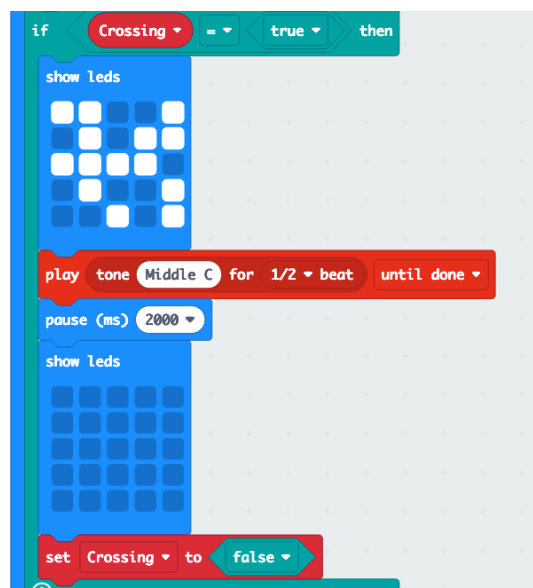 if Crossing = true then
show leds
play tone Middle C for 1/2 beat until done
pause (ms) 2000
show leds
set Crossing to false